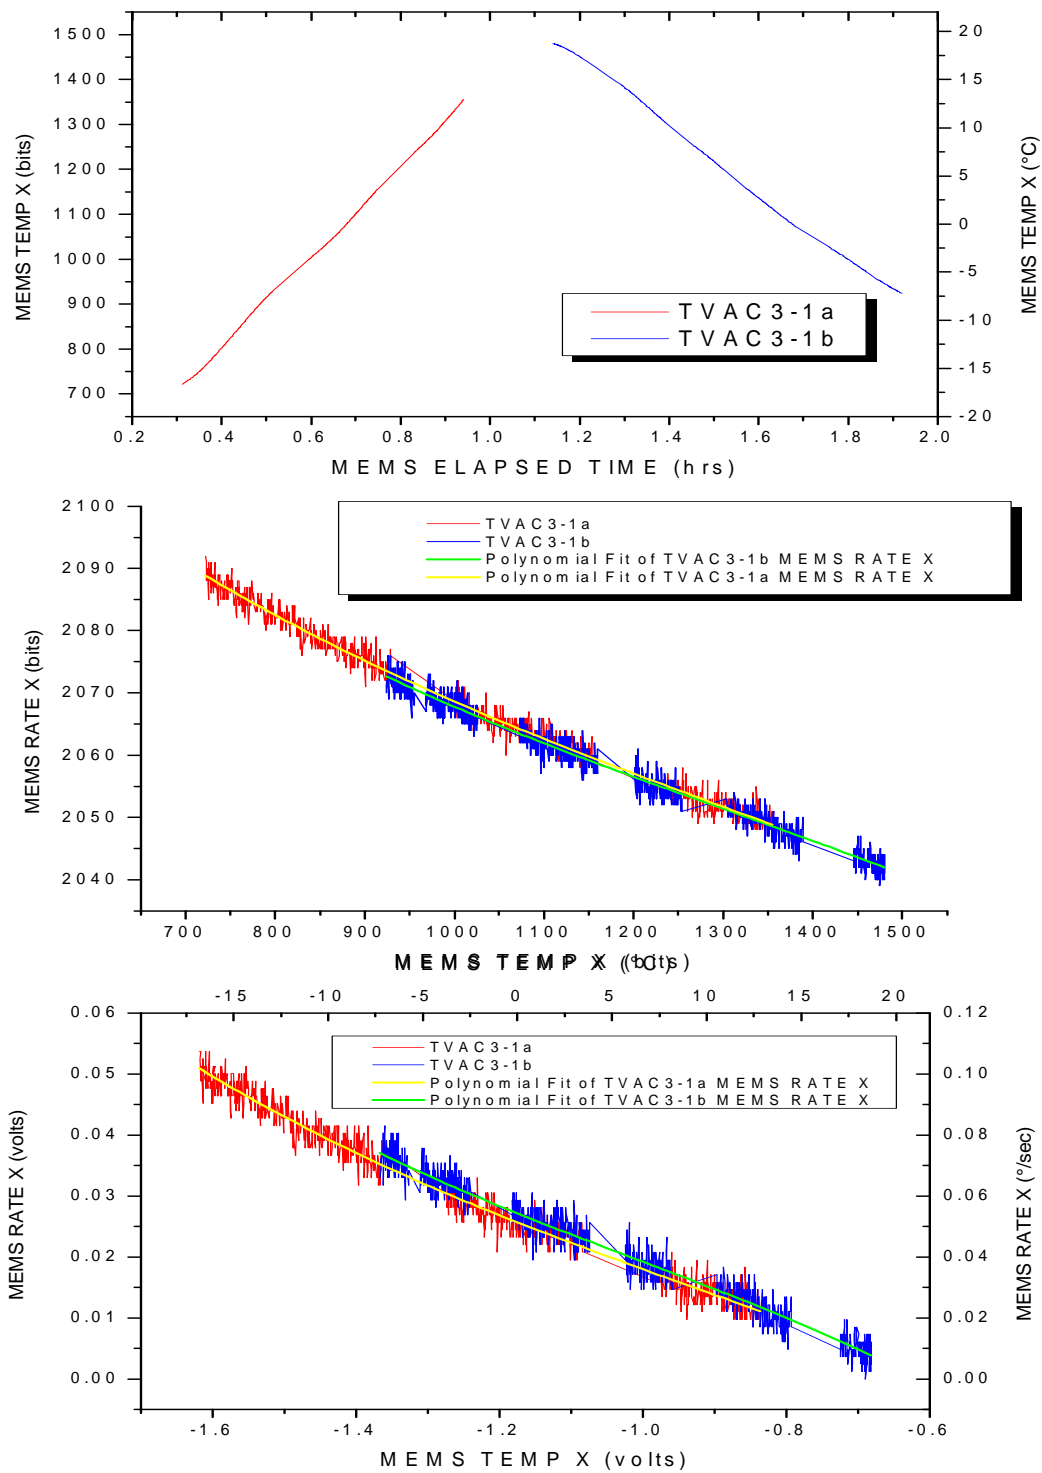 1500
1400
1300
1200
1100
1000
900
800
700
MEMS TEMP X (bits)
20
15
10
5
0
-5
-10
-15
-20
MEMS TEMP X (°C)
TVAC3-1a
TVAC3-1b
0.2 0.4 0.6 0.8 1.0 1.2 1.4 1.6 1.8 2.0
MEMS ELAPSED TIME (hrs)
2100
2090
2080
2070
2060
2050
2040
MEMS RATE X (bits)
TVAC3-1a
TVAC3-1b
Polynomial Fit of TVAC3-1b MEMS RATE X
Polynomial Fit of TVAC3-1a MEMS RATE X
700 800 900 1000 1100 1200 1300 1400 1500
MEMS TEMP X (bits)
MEMS TEMP X (°C)
-15 -10 -5 0 5 10 15 20
0.06
0.05
0.04
0.03
0.02
0.01
0.00
MEMS RATE X (volts)
0.12
0.10
0.08
0.06
0.04
0.02
0.00
MEMS RATE X (°/sec)
TVAC3-1a
TVAC3-1b
Polynomial Fit of TVAC3-1a MEMS RATE X
Polynomial Fit of TVAC3-1b MEMS RATE X
-1.6 -1.4 -1.2 -1.0 -0.8 -0.6
MEMS TEMP X (volts)